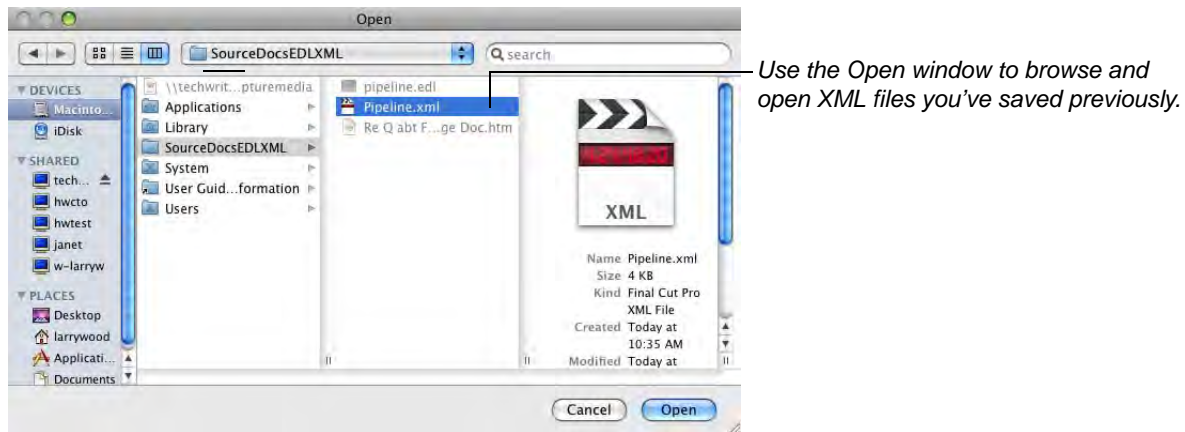 Open
SourceDocsEDLXML
search
DEVICES
Macinto...
iDisk
SHARED
tech...
hwcto
hwtest
janet
w-larryw
PLACES
Desktop
larrywood
Applicati...
Documents
\\techwrit...pturemedia
Applications
Library
SourceDocsEDLXML
System
User Guid...formation
Users
pipeline.edl
Pipeline.xml
Re Q abt F...ge Doc.htm
XML
Name Pipeline.xml
Size 4 KB
Kind Final Cut Pro
XML File
Created Today at
10:35 AM
Modified Today at
Cancel
Open
Use the Open window to browse and
open XML files you’ve saved previously.